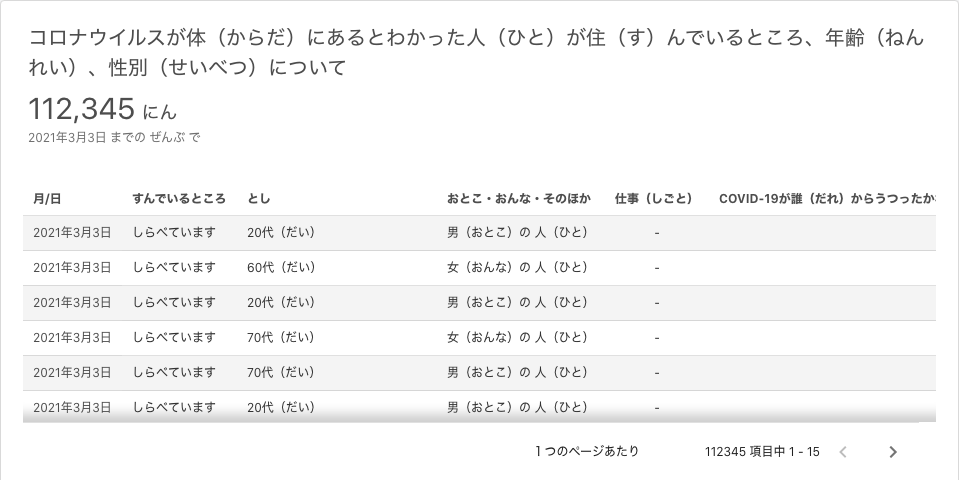 コロナウイルスが体（からだ）にあるとわかった人（ひと）が住（す）んでいるところ、年齢（ねん
れい）、性別（せいべつ）について
112,345 にん
2021年3月3日 までの ぜんぶ で
月/日 すんでいるところ とし おとこ・おんな・そのほか 仕事（しごと） COVID-19が誰（だれ）からうつったか
2021年3月3日 しらべています 20代（だい） 男（おとこ）の 人（ひと） -
2021年3月3日 しらべています 60代（だい） 女（おんな）の 人（ひと） -
2021年3月3日 しらべています 20代（だい） 男（おとこ）の 人（ひと） -
2021年3月3日 しらべています 70代（だい） 女（おんな）の 人（ひと） -
2021年3月3日 しらべています 70代（だい） 男（おとこ）の 人（ひと） -
2021年3月3日 しらべています 20代（だい） 男（おとこ）の 人（ひと） -
1 つのページあたり 112345 項目中 1 - 15